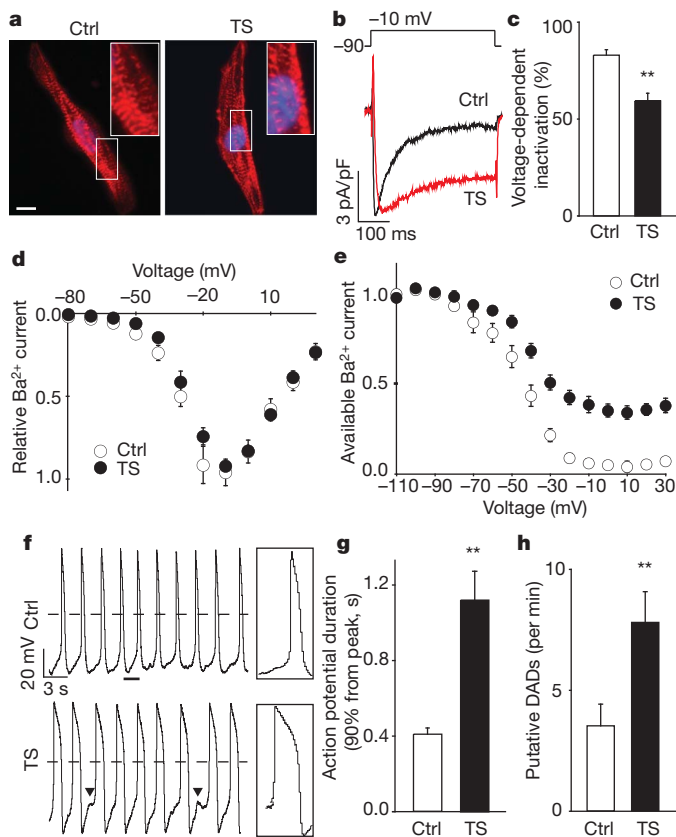 a
Ctrl
TS
b
–10 mV
–90
Ctrl
TS
3 pA/pF
100 ms
c
Voltage-dependent
inactivation (%)
100
50
0
**
Ctrl
TS
d
Voltage (mV)
–80
–50
–20
10
0.0
0.5
1.0
Relative Ba2+ current
Ctrl
TS
e
Ctrl
TS
1.0
0.5
0.0
Available Ba2+ current
–110
–90
–70
–50
–30
–10
10
30
Voltage (mV)
f
Ctrl
20 mV
3 s
TS
g
Action potential duration
(90% from peak, s)
1.2
0.8
0.4
0.0
**
Ctrl
TS
h
Putative DADs (per min)
10
5
0
**
Ctrl
TS